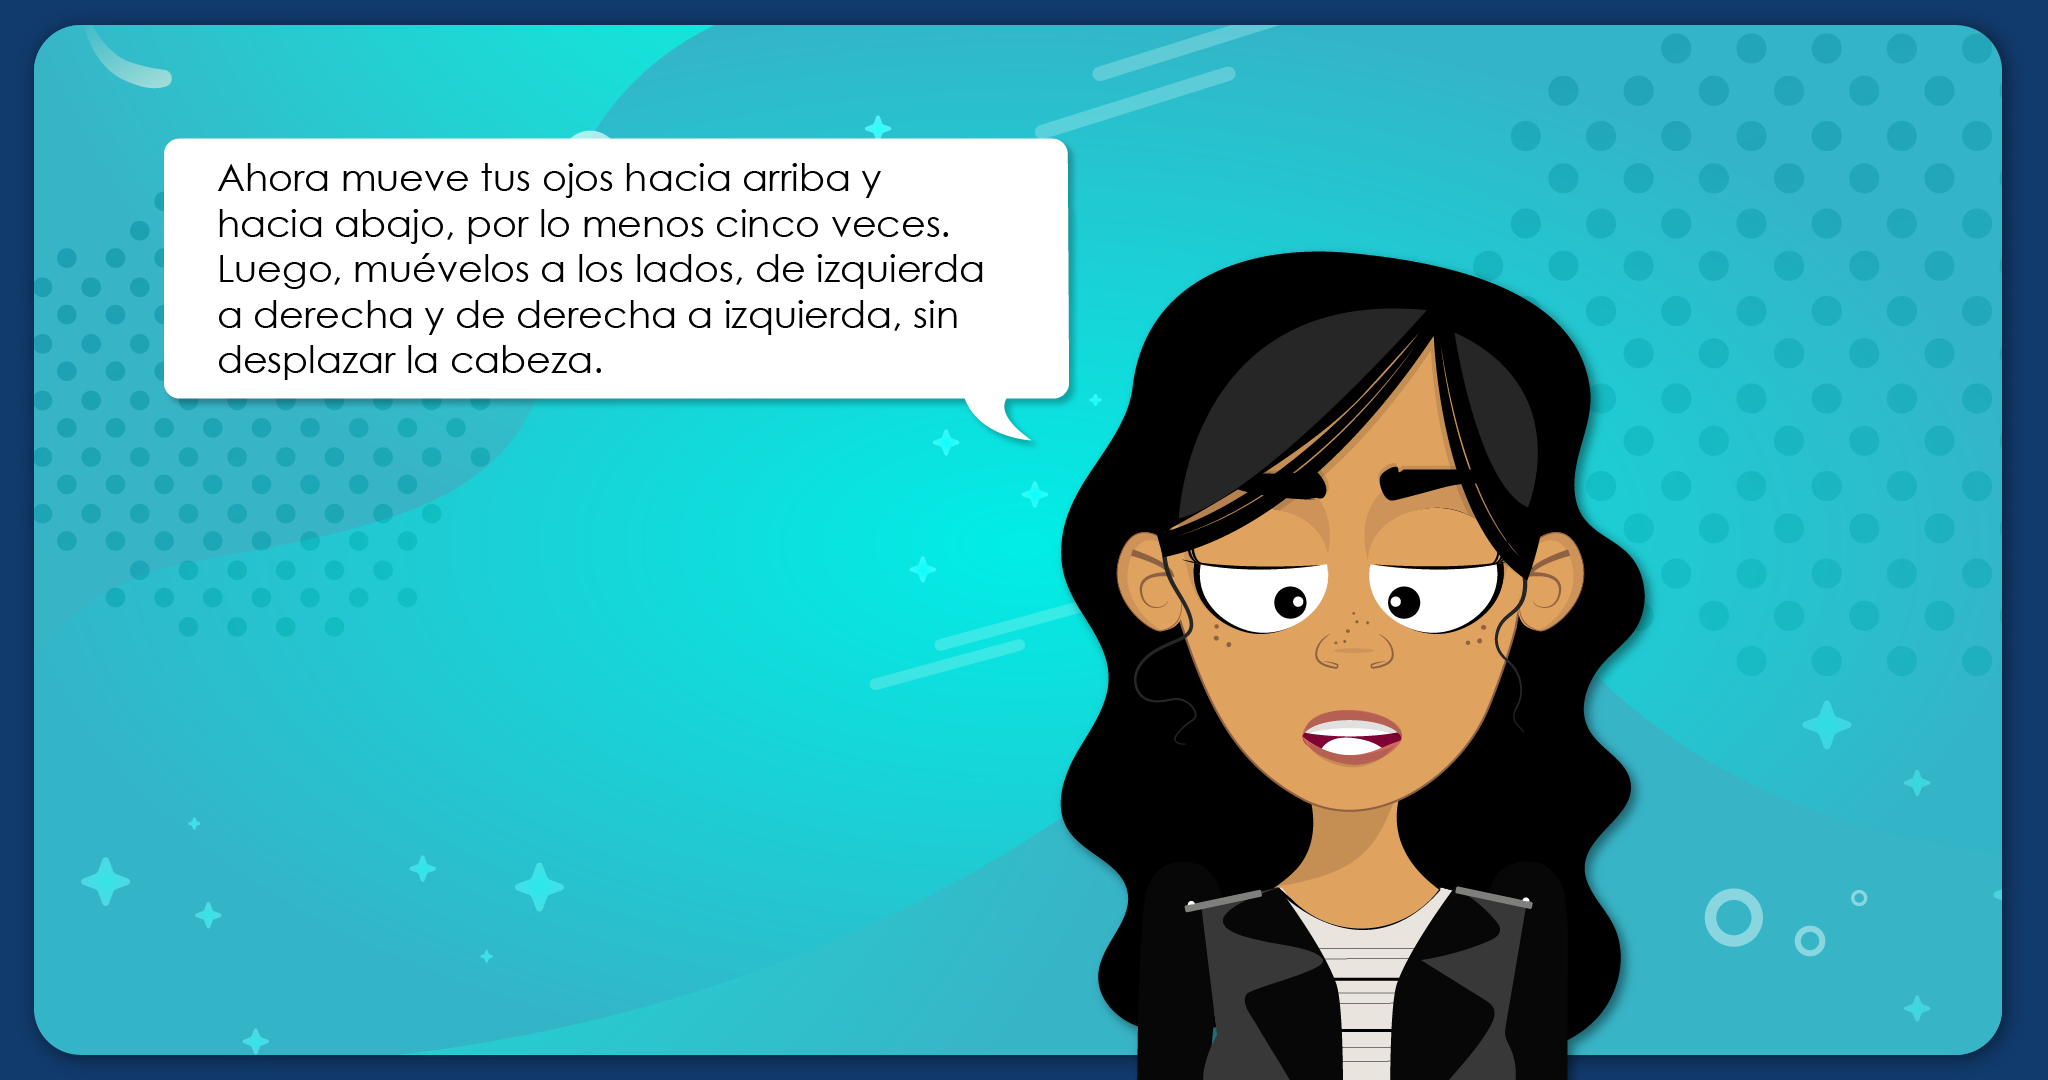 Ahora mueve tus ojos hacia arriba y
hacia abajo, por lo menos cinco veces.
Luego, muévelos a los lados, de izquierda
a derecha y de derecha a izquierda, sin
desplazar la cabeza.